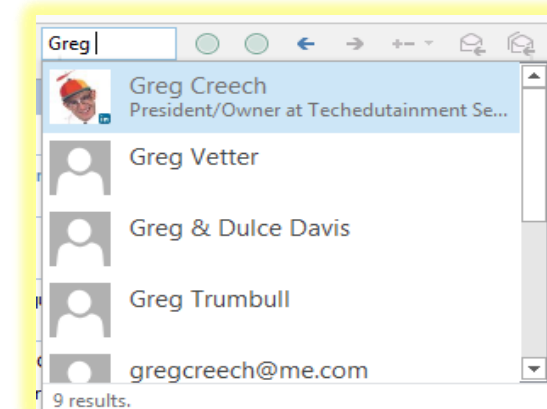 Greg
Greg Creech
President/Owner at Techedutainment Se...
Greg Vetter
Greg & Dulce Davis
Greg Trumbull
gregcreech@me.com
9 results.